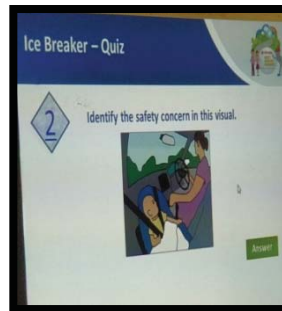 Ice Breaker – Quiz
2
Identify the safety concern in this visual.
Answer